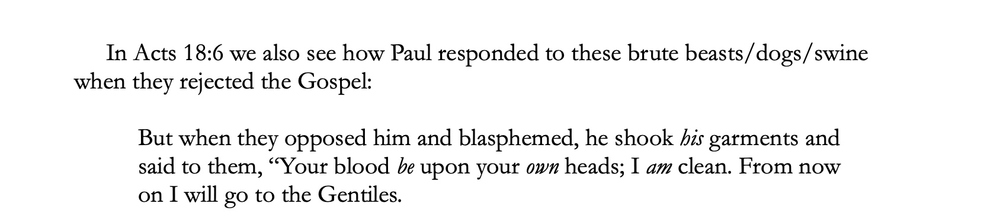 In Acts 18:6 we also see how Paul responded to these brute beasts/dogs/swine
when they rejected the Gospel:
But when they opposed him and blasphemed, he shook his garments and
said to them, “Your blood be upon your own heads; I am clean. From now
on I will go to the Gentiles.